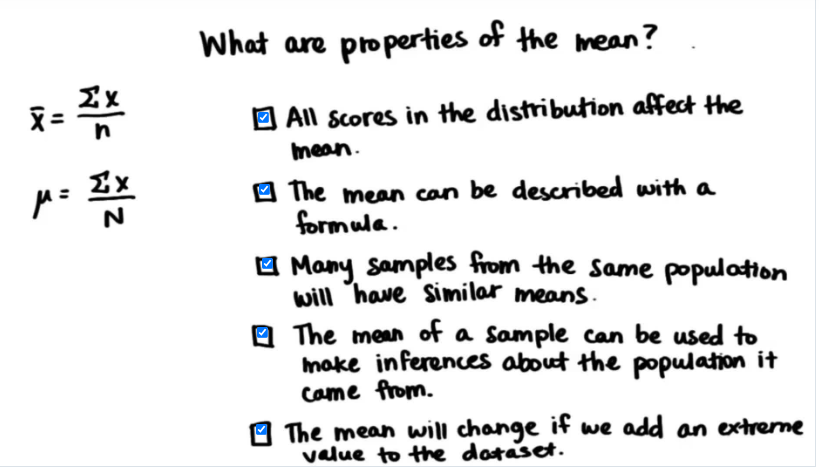 What are properties of the mean?
x̄ = Σx / n
μ = Σx / N
All scores in the distribution affect the
mean.
The mean can be described with a
formula.
Many samples from the same population
will have similar means.
The mean of a sample can be used to
make inferences about the population it
came from.
The mean will change if we add an extreme
value to the dataset.